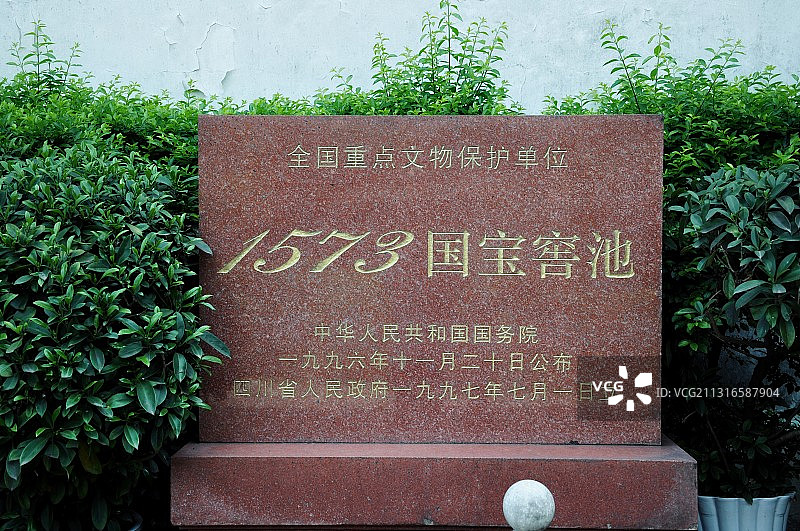 全国重点文物保护单位
1573国宝窖池
中华人民共和国国务院
一九九六年十一月二十日公布
四川省人民政府一九九七年七月一日
VCG
ID:VCG211316587904